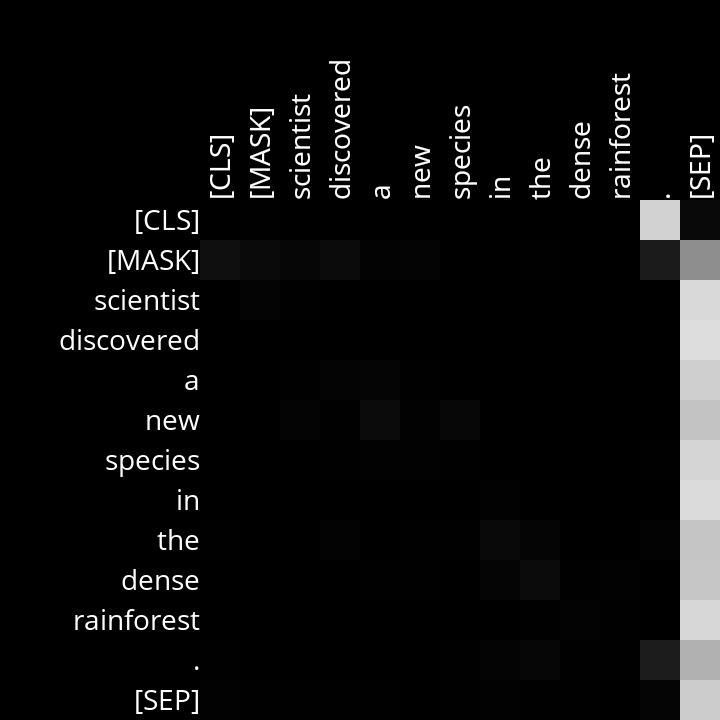 [CLS]
[MASK]
scientist
discovered
a
new
species
in
the
dense
rainforest
.
[SEP]
[CLS]
[MASK]
scientist
discovered
a
new
species
in
the
dense
rainforest
.
[SEP]